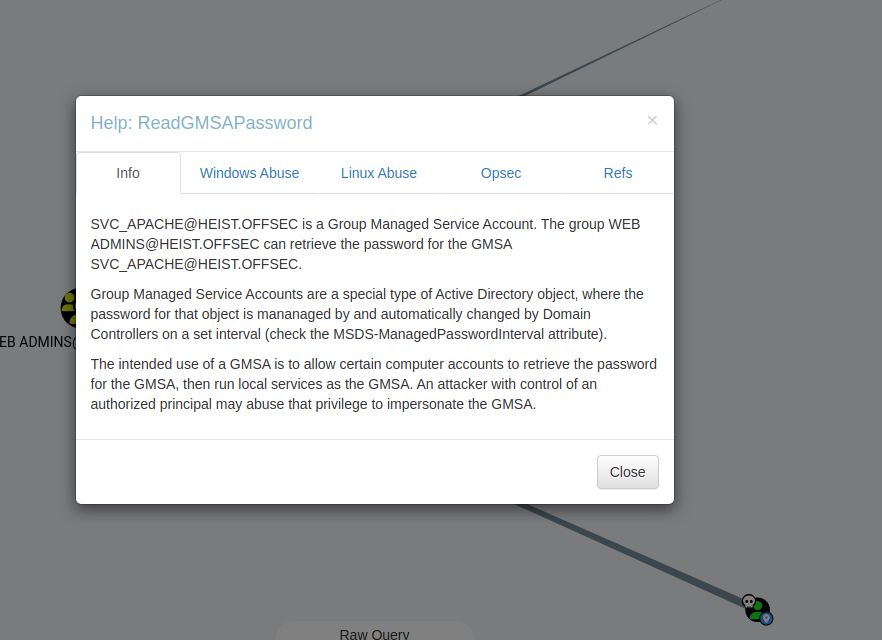 Help: ReadGMSAPassword
×
Info Windows Abuse Linux Abuse Opsec Refs
SVC_APACHE@HEIST.OFFSEC is a Group Managed Service Account. The group WEB
ADMINS@HEIST.OFFSEC can retrieve the password for the GMSA
SVC_APACHE@HEIST.OFFSEC.
Group Managed Service Accounts are a special type of Active Directory object, where the
password for that object is mananaged by and automatically changed by Domain
Controllers on a set interval (check the MSDS-ManagedPasswordInterval attribute).
The intended use of a GMSA is to allow certain computer accounts to retrieve the password
for the GMSA, then run local services as the GMSA. An attacker with control of an
authorized principal may abuse that privilege to impersonate the GMSA.
EB ADMINS(
Close
Raw Query